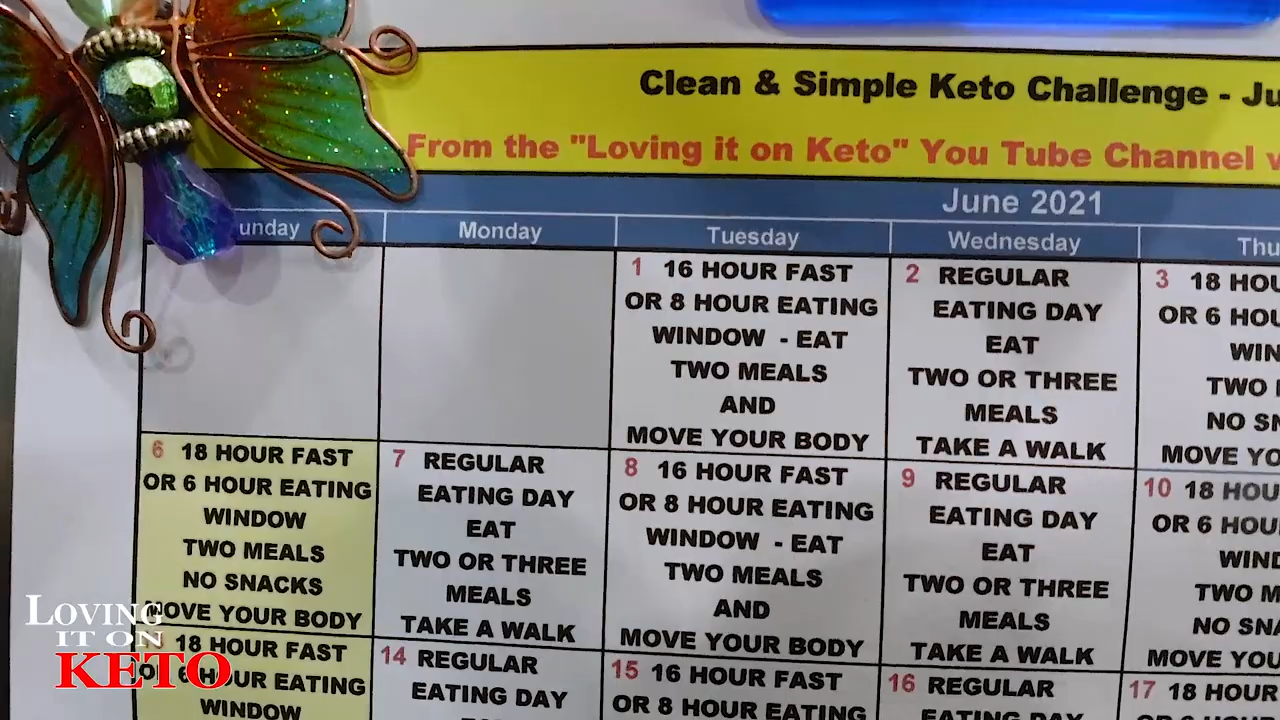 Clean & Simple Keto Challenge - Ju
From the "Loving it on Keto" You Tube Channel
June 2021
unday
Monday
Tuesday
Wednesday
Thu
1 16 HOUR FAST
OR 8 HOUR EATING
WINDOW - EAT
TWO MEALS
AND
MOVE YOUR BODY
2 REGULAR
EATING DAY
EAT
TWO OR THREE
MEALS
TAKE A WALK
3 18 HOU
OR 6 HOU
WIN
TWO
NO SN
MOVE YO
6 18 HOUR FAST
OR 6 HOUR EATING
WINDOW
TWO MEALS
NO SNACKS
MOVE YOUR BODY
7 REGULAR
EATING DAY
EAT
TWO OR THREE
MEALS
TAKE A WALK
8 16 HOUR FAST
OR 8 HOUR EATING
WINDOW - EAT
TWO MEALS
AND
MOVE YOUR BODY
9 REGULAR
EATING DAY
EAT
TWO OR THREE
MEALS
TAKE A WALK
10 18 HOU
OR 6 HOU
WIND
TWO M
NO SNA
MOVE YOU
18 HOUR FAST
OR 6 HOUR EATING
WINDOW
14 REGULAR
EATING DAY
15 16 HOUR FAST
OR 8 HOUR EATING
16 REGULAR
EATING DAY
17 18 HOUR
LOVING
IT ON
KETO